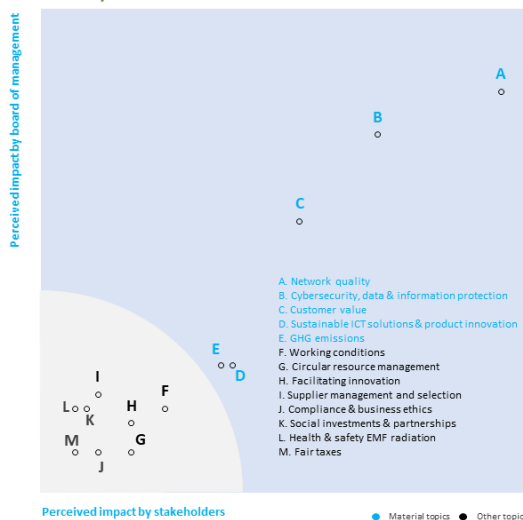 Perceived impact by board of management
A
B
C
A. Network quality
B. Cybersecurity, data & information protection
C. Customer value
D. Sustainable ICT solutions & product innovation
E. GHG emissions
F. Working conditions
G. Circular resource management
H. Facilitating innovation
I. Supplier management and selection
J. Compliance & business ethics
K. Social investments & partnerships
L. Health & safety EMF radiation
M. Fair taxes
E
D
I
F
L
K
H
M
G
J
Perceived impact by stakeholders
Material topics
Other topic